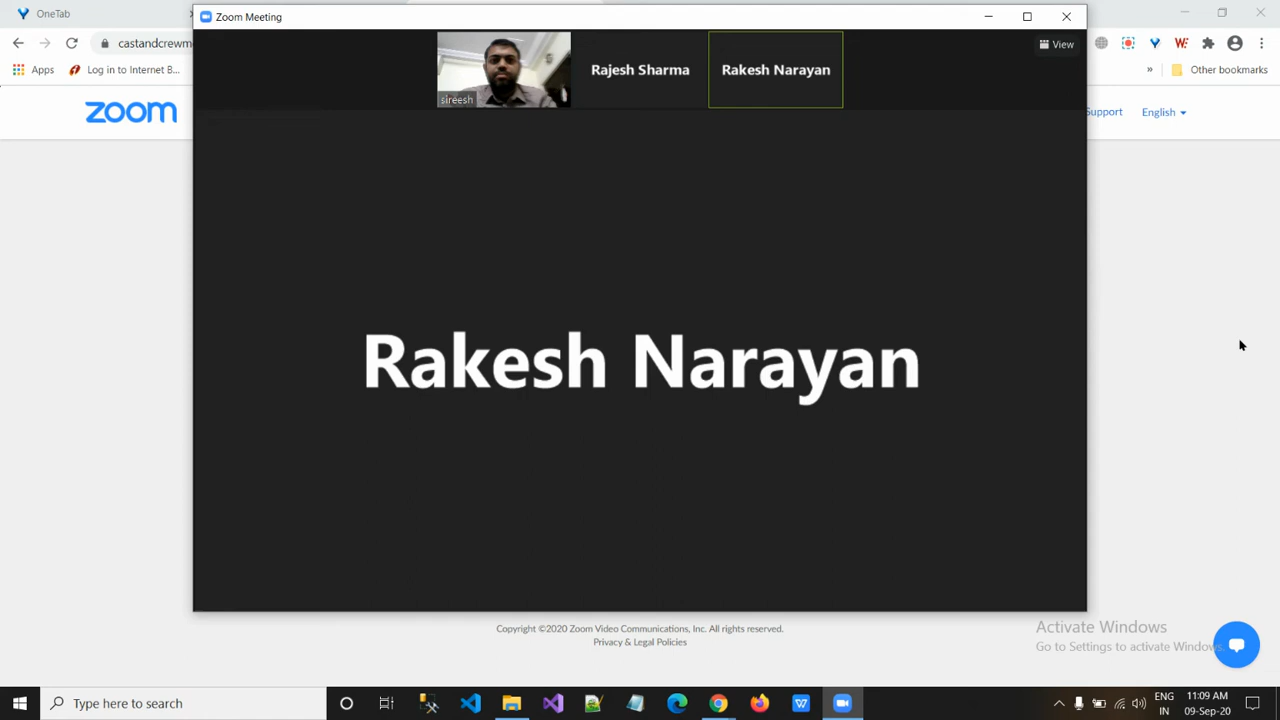 OneTab
Zoom Meeting
castandcrewm
Apps
Log in to Internet B...
»
Other bookmarks
zoom
Support
English
View
sireesh
Rajesh Sharma
Rakesh Narayan
Rakesh Narayan
Copyright ©2020 Zoom Video Communications, Inc. All rights reserved.
Privacy & Legal Policies
Activate Windows
Go to Settings to activate Windows.
Type here to search
ENG
IN
11:09 AM
09-Sep-20